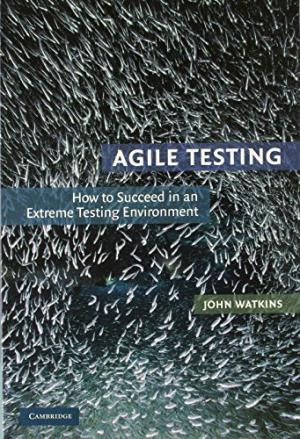 AGILE TESTING
How to Succeed in an
Extreme Testing Environment
JOHN WATKINS
CAMBRIDGE